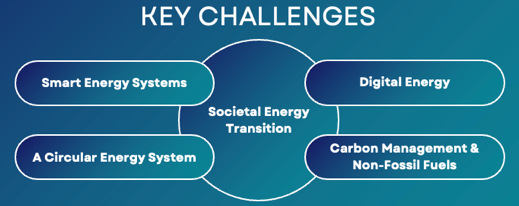 KEY CHALLENGES
Smart Energy Systems
Digital Energy
Societal Energy
Transition
A Circular Energy System
Carbon Management &
Non-Fossil Fuels